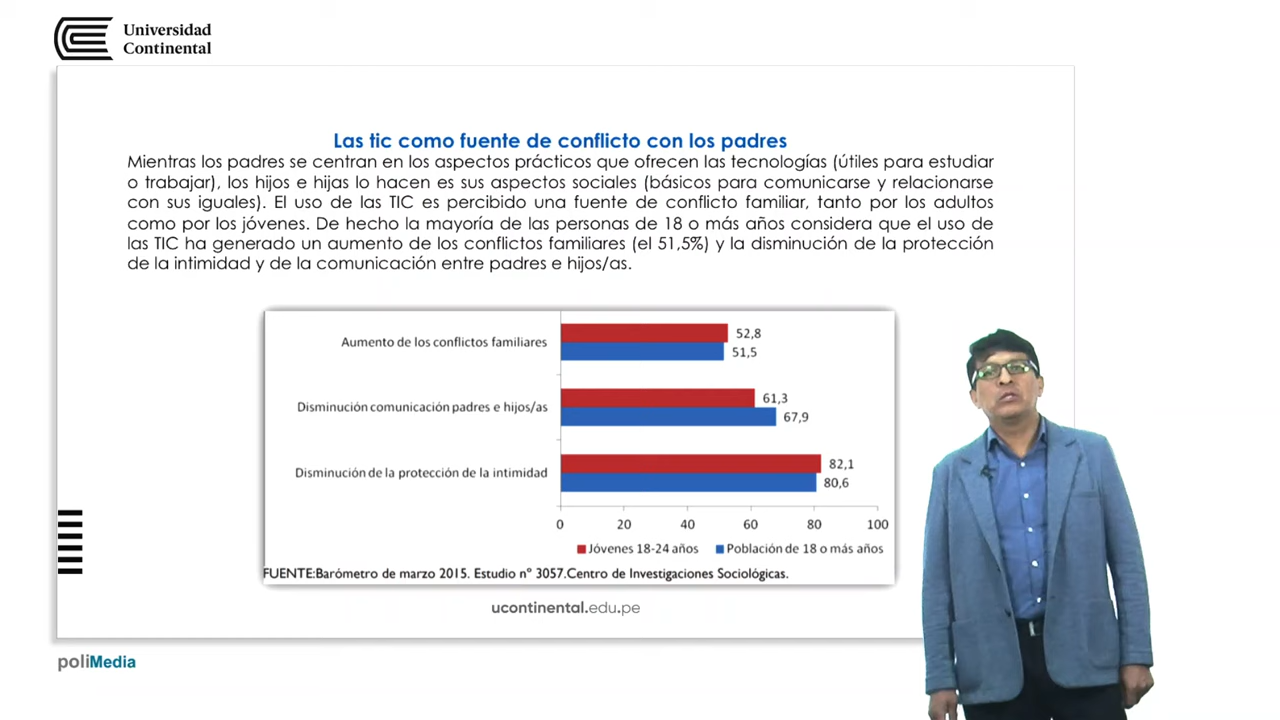 Universidad
Continental
Las tic como fuente de conflicto con los padres
Mientras los padres se centran en los aspectos prácticos que ofrecen las tecnologías (útiles para estudiar
o trabajar), los hijos e hijas lo hacen es sus aspectos sociales (básicos para comunicarse y relacionarse
con sus iguales). El uso de las TIC es percibido una fuente de conflicto familiar, tanto por los adultos
como por los jóvenes. De hecho la mayoría de las personas de 18 o más años considera que el uso de
las TIC ha generado un aumento de los conflictos familiares (el 51,5%) y la disminución de la protección
de la intimidad y de la comunicación entre padres e hijos/as.
Aumento de los conflictos familiares
52,8
51,5
Disminución comunicación padres e hijos/as
61,3
67,9
Disminución de la protección de la intimidad
82,1
80,6
0 20 40 60 80 100
Jóvenes 18-24 años Población de 18 o más años
FUENTE:Barómetro de marzo 2015. Estudio nº 3057.Centro de Investigaciones Sociológicas.
ucontinental.edu.pe
poliMedia